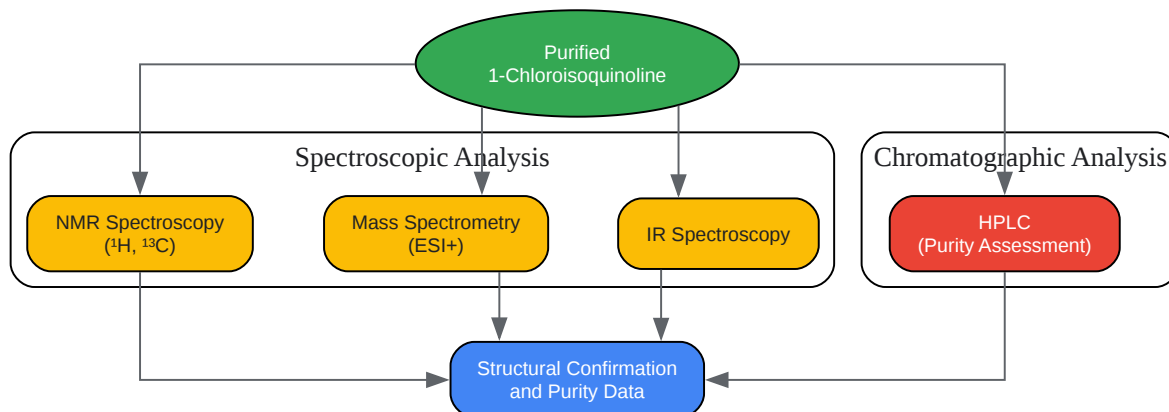 Purified
1-Chloroisoquinoline
Spectroscopic Analysis
Chromatographic Analysis
NMR Spectroscopy
(¹H, ¹³C)
Mass Spectrometry
(ESI+)
IR Spectroscopy
HPLC
(Purity Assessment)
Structural Confirmation
and Purity Data